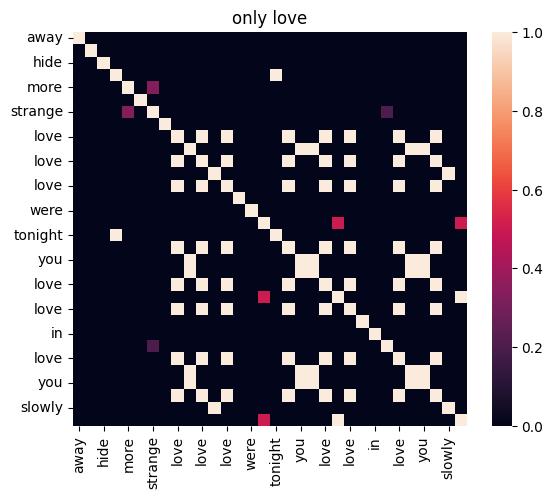 only love
away
hide
more
strange
love
love
love
were
tonight
you
love
love
in
love
you
slowly
1.0
0.8
0.6
0.4
0.2
0.0
away
hide
more
strange
love
love
love
were
tonight
you
love
love
in
love
you
slowly